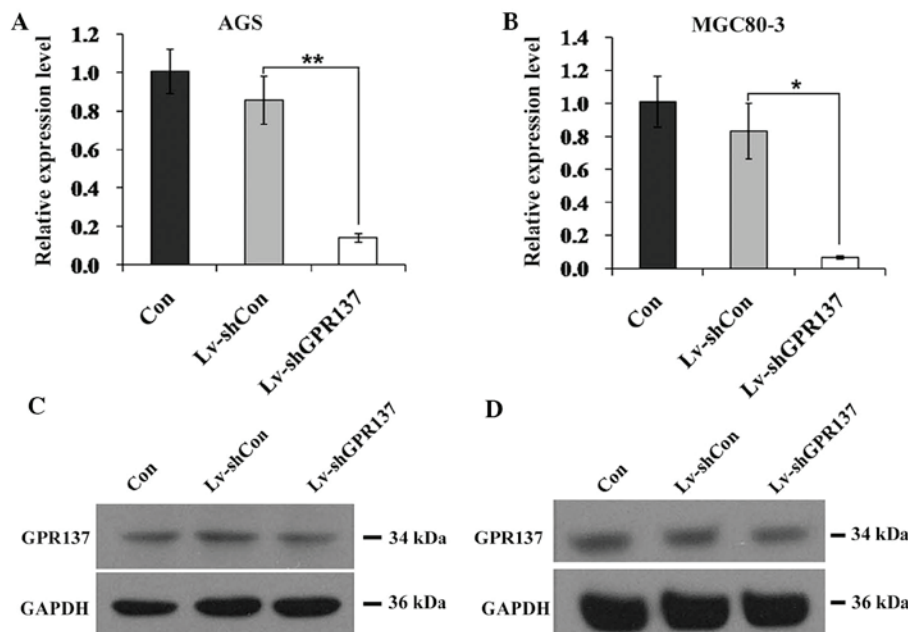 A
AGS
Relative expression level
1.2
1.0
0.8
0.6
0.4
0.2
0.0
**
Con
Lv-shCon
Lv-shGPR137
B
MGC80-3
Relative expression level
1.4
1.2
1.0
0.8
0.6
0.4
0.2
0.0
*
Con
Lv-shCon
Lv-shGPR137
C
Con
Lv-shCon
Lv-shGPR137
GPR137
34 kDa
GAPDH
36 kDa
D
Con
Lv-shCon
Lv-shGPR137
GPR137
34 kDa
GAPDH
36 kDa